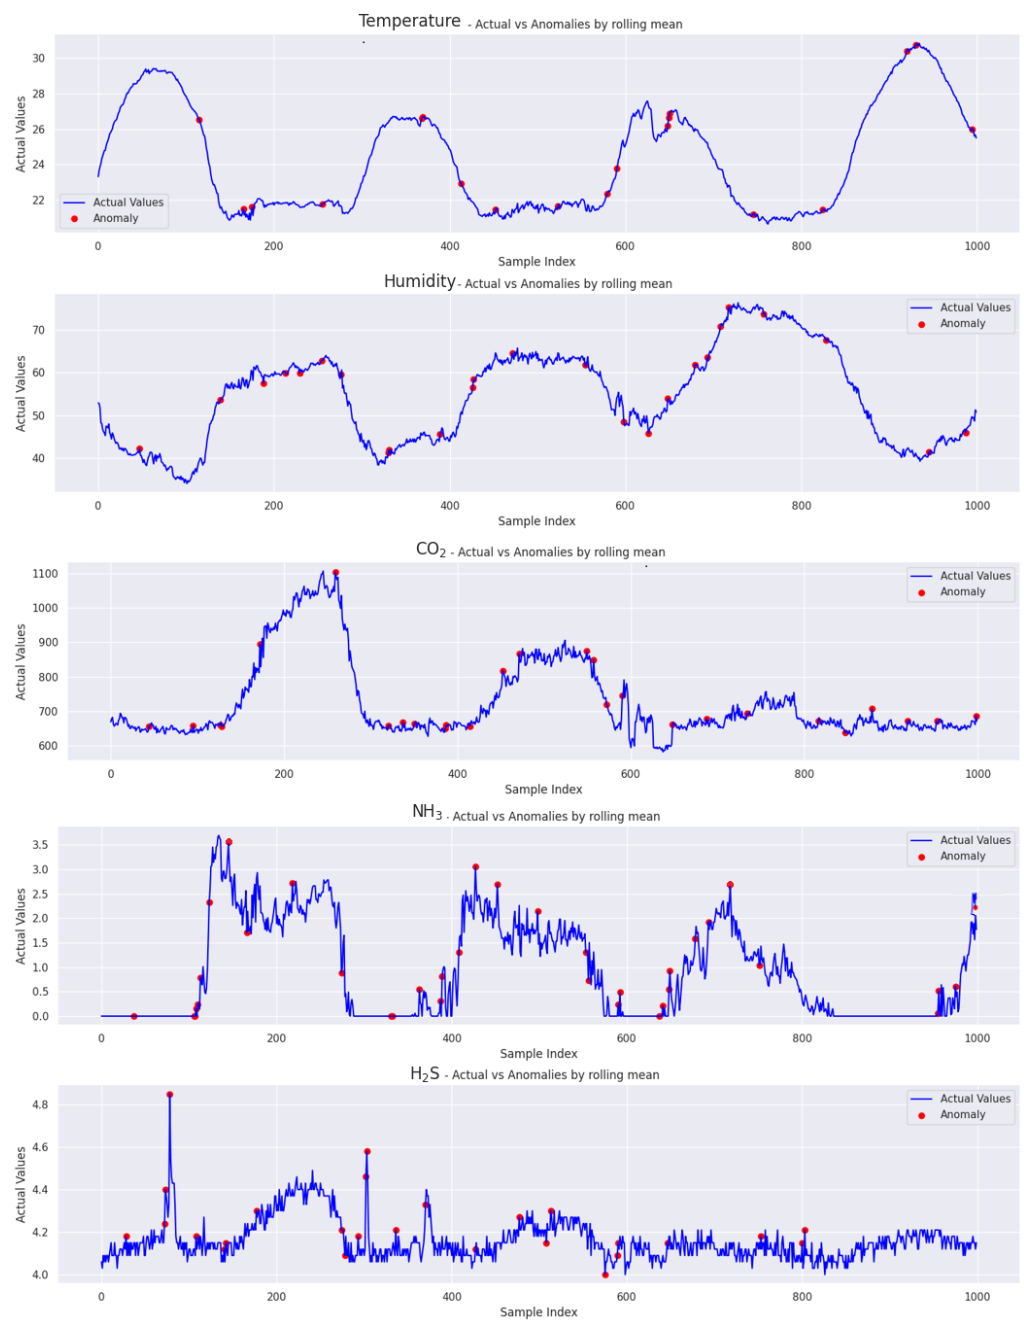 Temperature - Actual vs Anomalies by rolling mean
Actual Values
30
28
26
24
22
Actual Values
Anomaly
0 200 400 600 800 1000
Sample Index
Humidity - Actual vs Anomalies by rolling mean
Actual Values
70
60
50
40
Actual Values
Anomaly
0 200 400 600 800 1000
Sample Index
CO₂ - Actual vs Anomalies by rolling mean
Actual Values
1100
1000
900
800
700
600
Actual Values
Anomaly
0 200 400 600 800 1000
Sample Index
NH₃ - Actual vs Anomalies by rolling mean
Actual Values
3.5
3.0
2.5
2.0
1.5
1.0
0.5
0.0
Actual Values
Anomaly
0 200 400 600 800 1000
Sample Index
H₂S - Actual vs Anomalies by rolling mean
Actual Values
4.8
4.6
4.4
4.2
4.0
Actual Values
Anomaly
0 200 400 600 800 1000
Sample Index